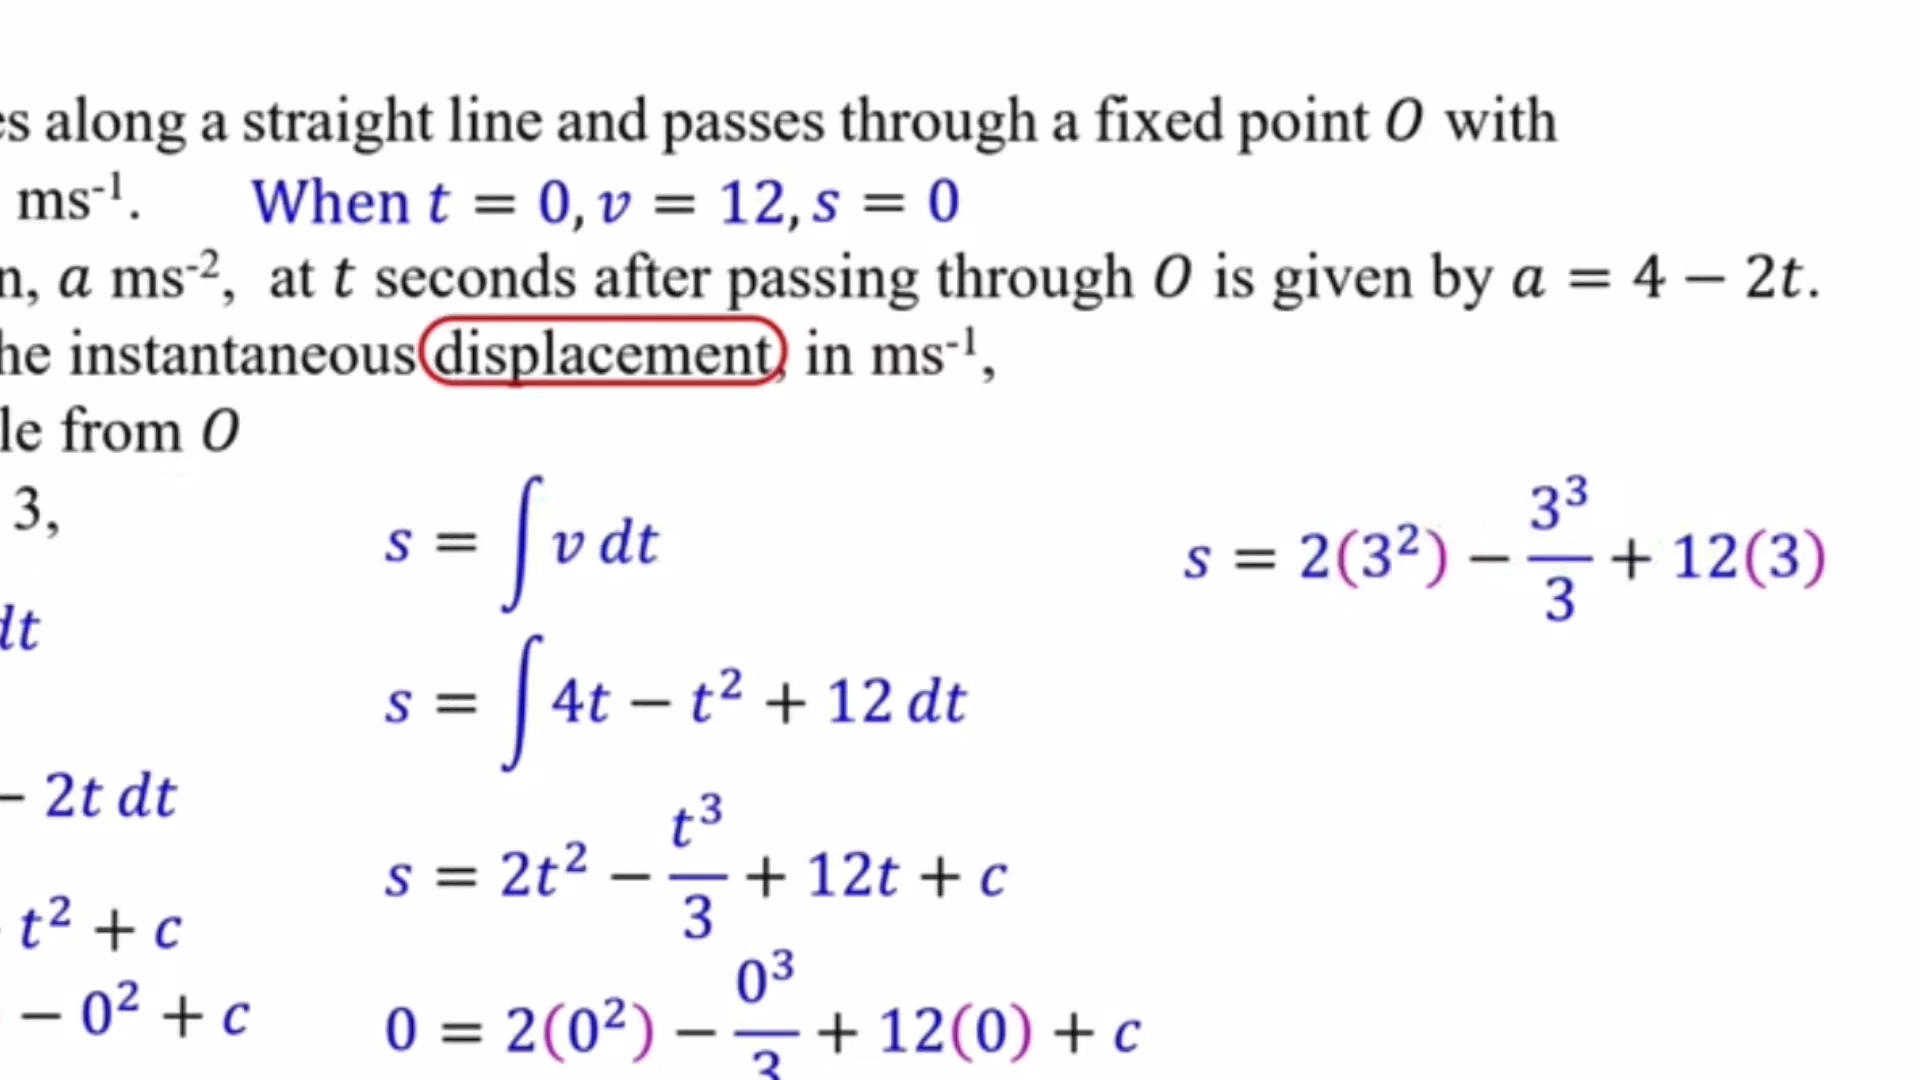 es along a straight line and passes through a fixed point O with
ms⁻¹. When t = 0, v = 12, s = 0
n, a ms⁻², at t seconds after passing through O is given by a = 4 − 2t.
he instantaneous displacement, in ms⁻¹,
le from O
3,
s = ∫ v dt
s = 2(3²) − 3³/3 + 12(3)
dt
s = ∫ 4t − t² + 12 dt
− 2t dt
s = 2t² − t³/3 + 12t + c
t² + c
− 0² + c
0 = 2(0²) − 0³/3 + 12(0) + c